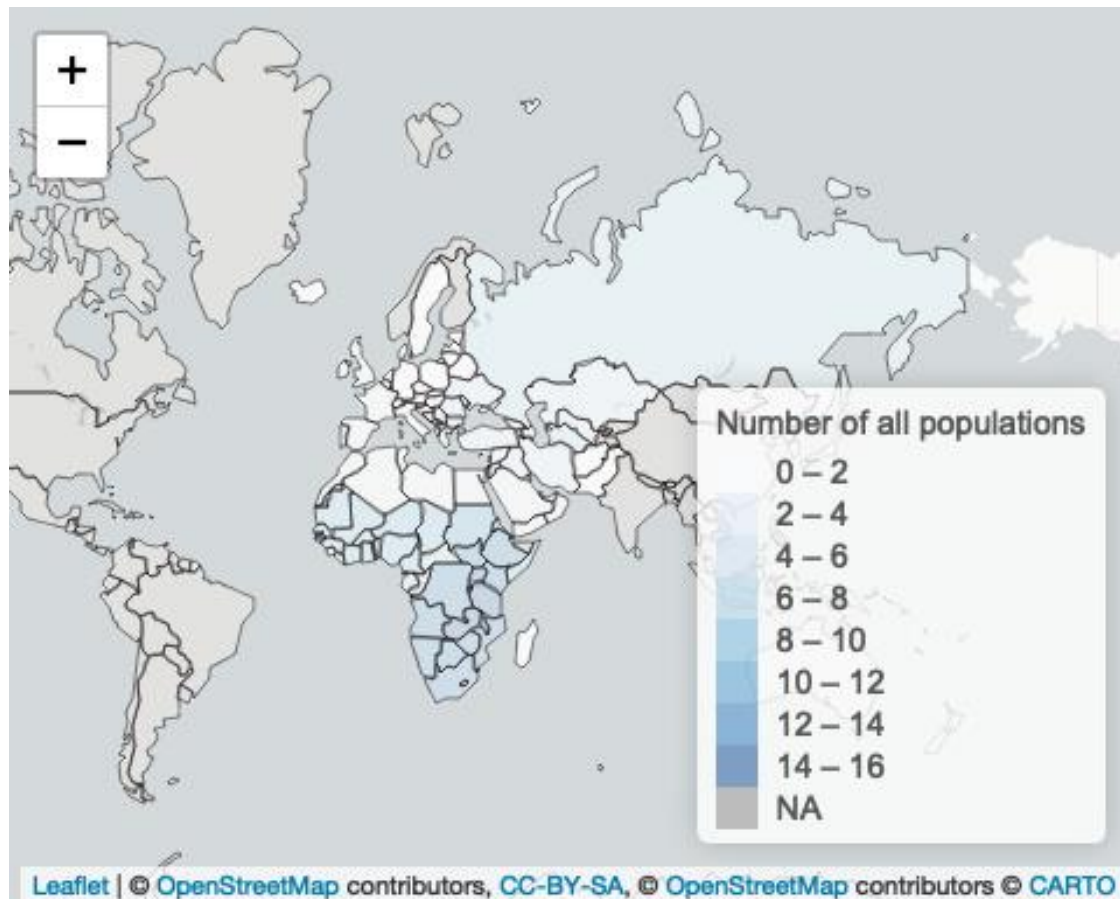 +
−
Number of all populations
0 – 2
2 – 4
4 – 6
6 – 8
8 – 10
10 – 12
12 – 14
14 – 16
NA
Leaflet | © OpenStreetMap contributors, CC-BY-SA, © OpenStreetMap contributors © CARTO